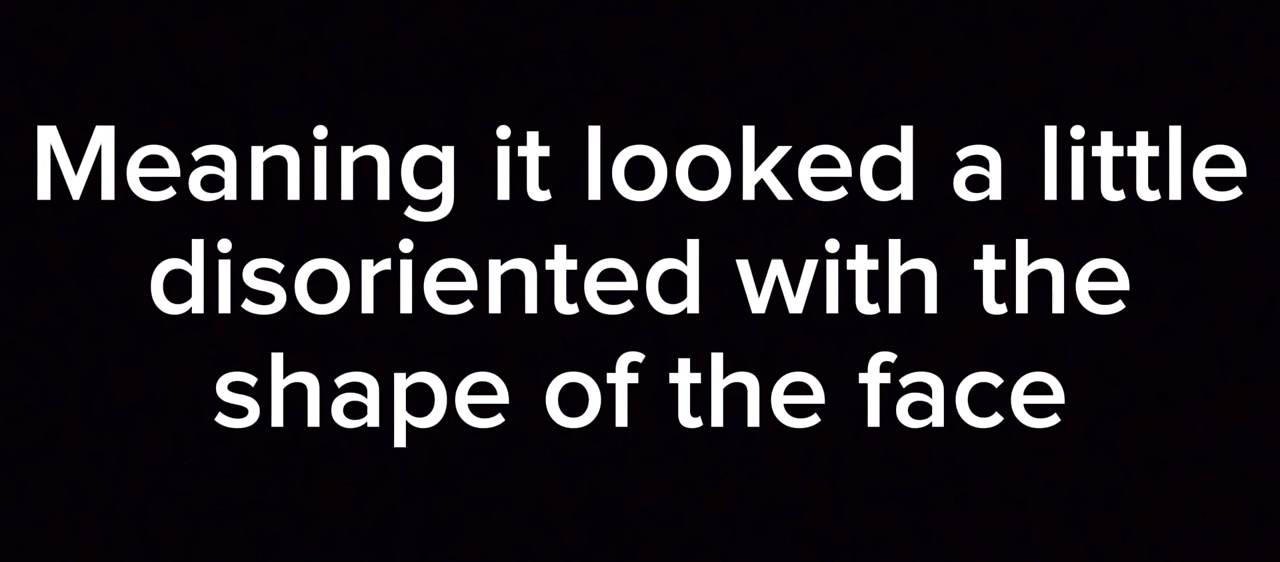 Meaning it looked a little
disoriented with the
shape of the face